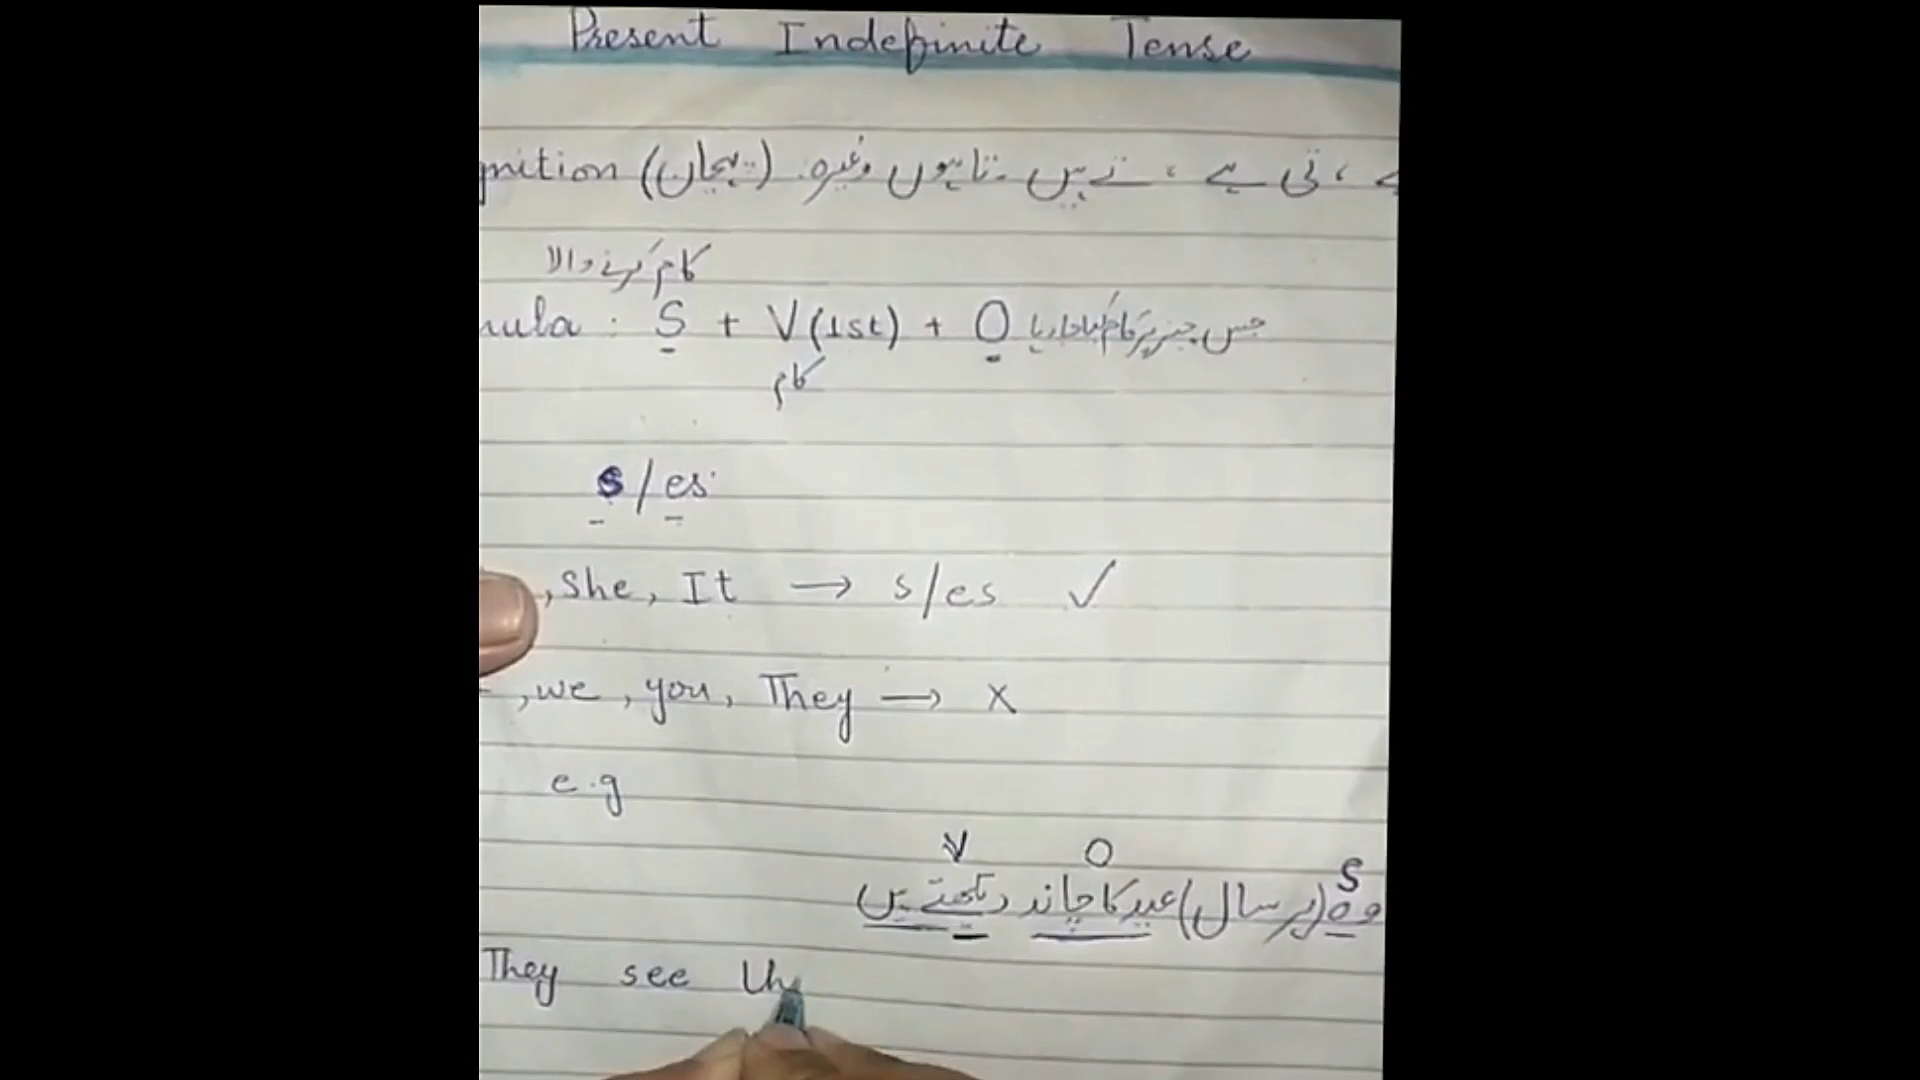 Present Indefinite Tense
gnition (پہچان) تی ہے ، تے ہیں ۔ تا ہوں وغیرہ.
کام کرنے والا
mula : S + V(1st) + O جس چیز پر کام کیا جا رہا
کام
s/es
, She, It → s/es ✓
, we , you, They → X
e.g
V O S
وہ (ہر سال) عید کا چاند دیکھتے ہیں
They see th